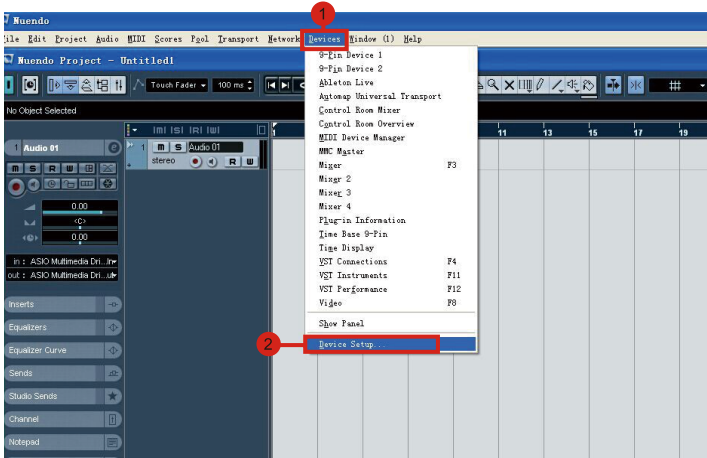 1
Nuendo
File Edit Project Audio MIDI Scores Pool Transport Network Devices Window (1) Help
Nuendo Project - Untitled1
Touch Fader 100 ms
No Object Selected
1 Audio 01 e
m S R W
0.00
<C>
0.00
in : ASIO Multimedia Dri...
out : ASIO Multimedia Dri...
Inserts
Equalizers
Equalizer Curve
Sends
Studio Sends
Channel
Notepad
m S R W
1 m S Audio 01
stereo R W
1 11 13 15 17 19
9-Pin Device 1
9-Pin Device 2
Ableton Live
Automap Universal Transport
Control Room Mixer
Control Room Overview
MIDI Device Manager
MMC Master
Mixer F3
Mixer 2
Mixer 3
Mixer 4
Plug-in Information
Time Base 9-Pin
Time Display
VST Connections F4
VST Instruments F11
VST Performance F12
Video F8
Show Panel
2 Device Setup...